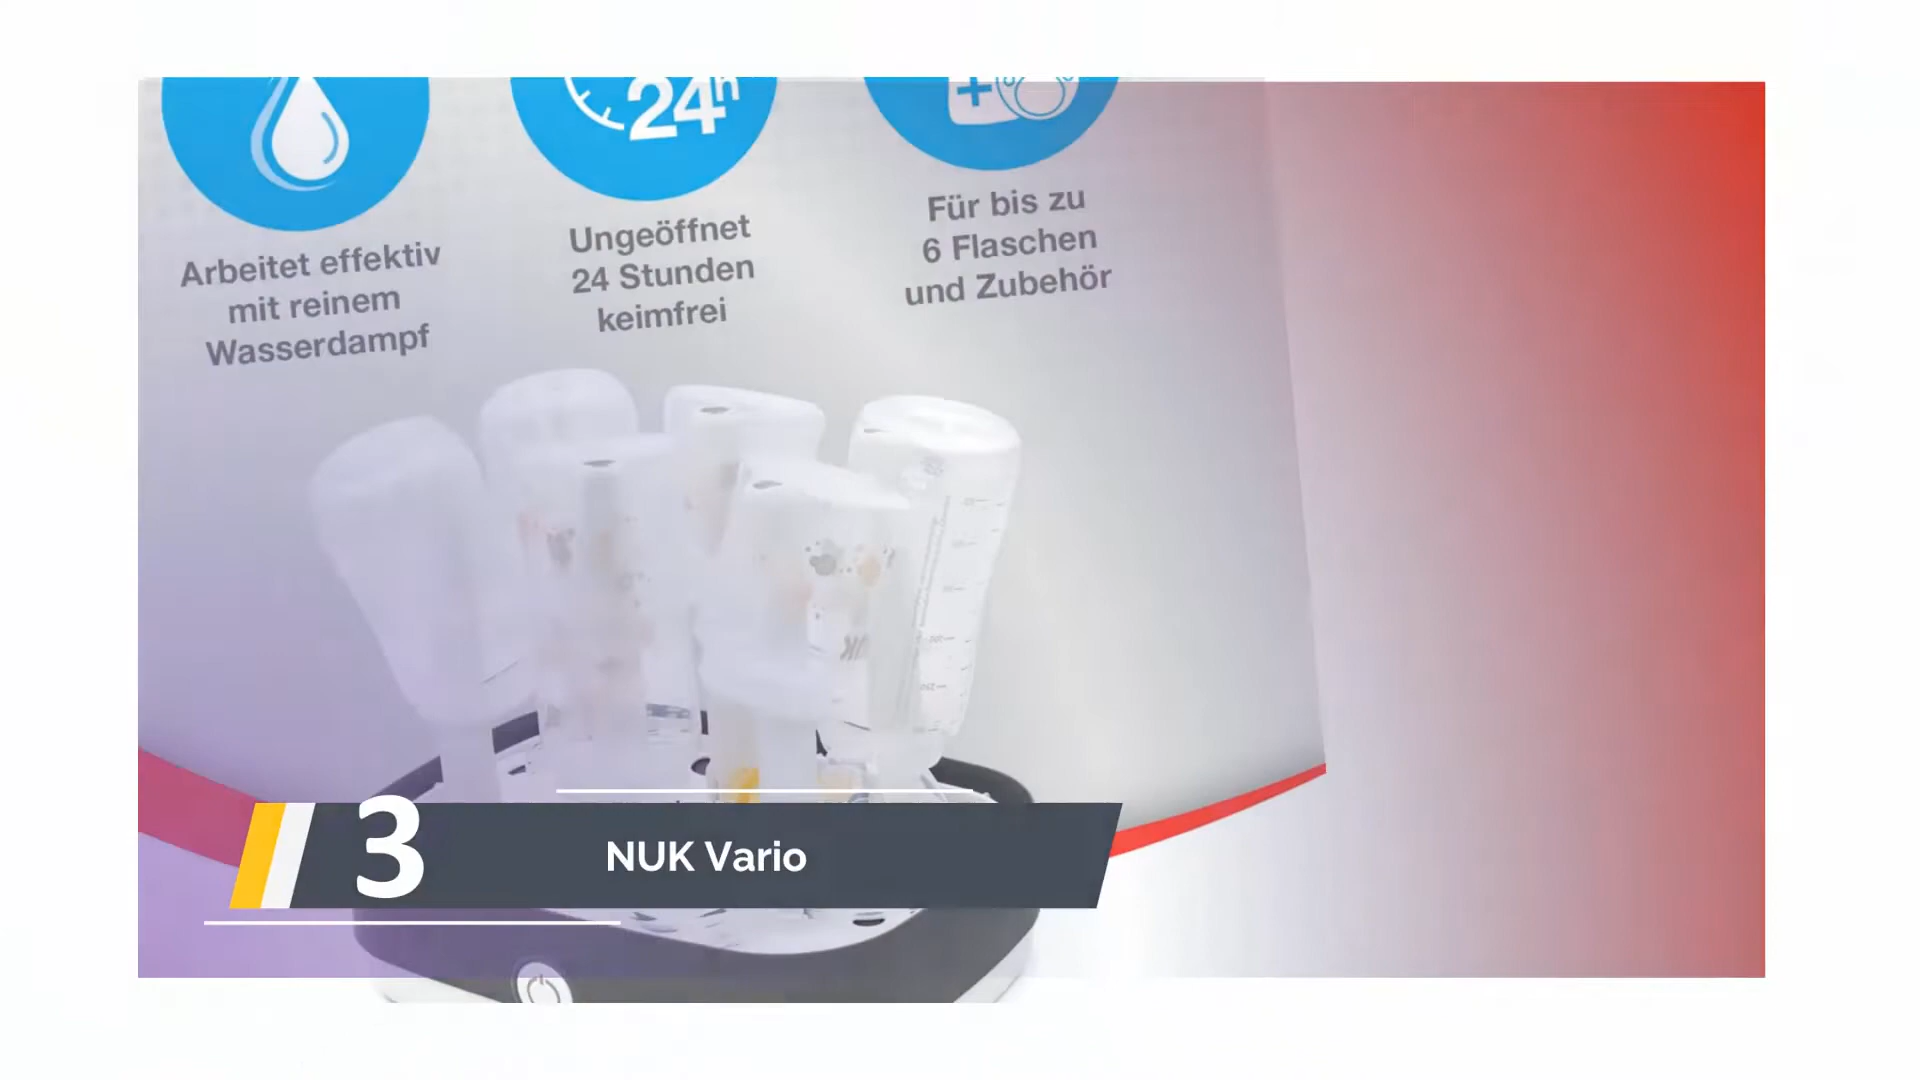 24h
Arbeitet effektiv
mit reinem
Wasserdampf
Ungeöffnet
24 Stunden
keimfrei
Für bis zu
6 Flaschen
und Zubehör
3
NUK Vario